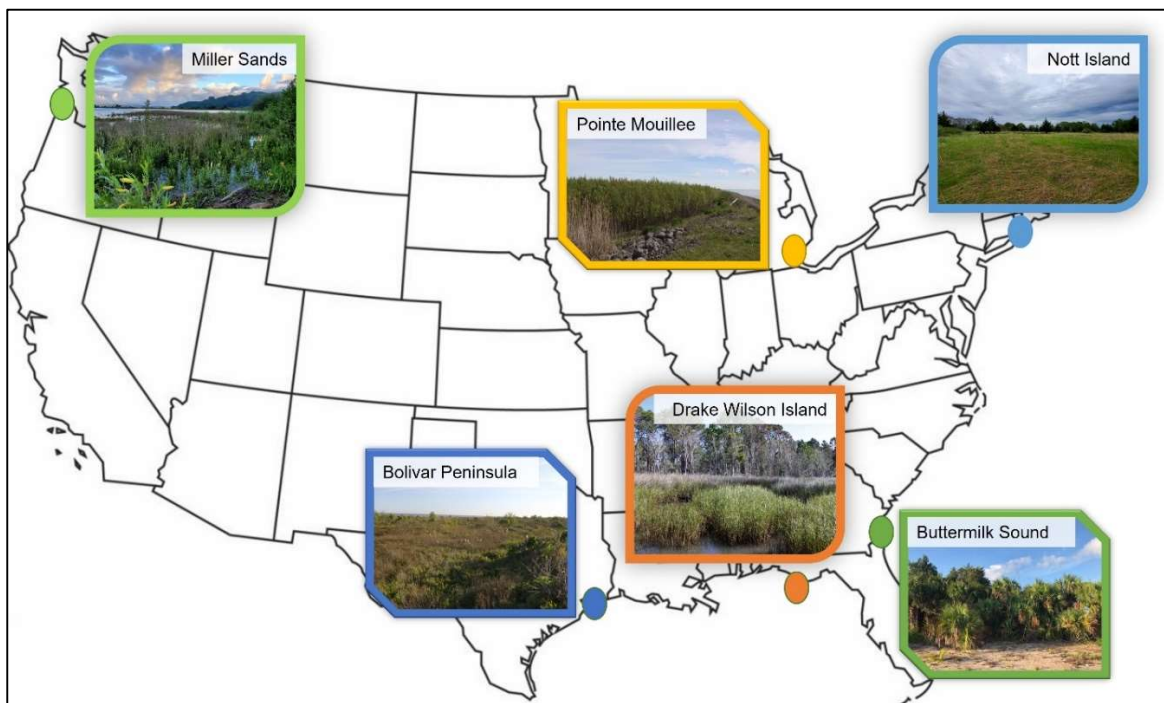 Miller Sands
Nott Island
Pointe Mouillee
Drake Wilson Island
Bolivar Peninsula
Buttermilk Sound